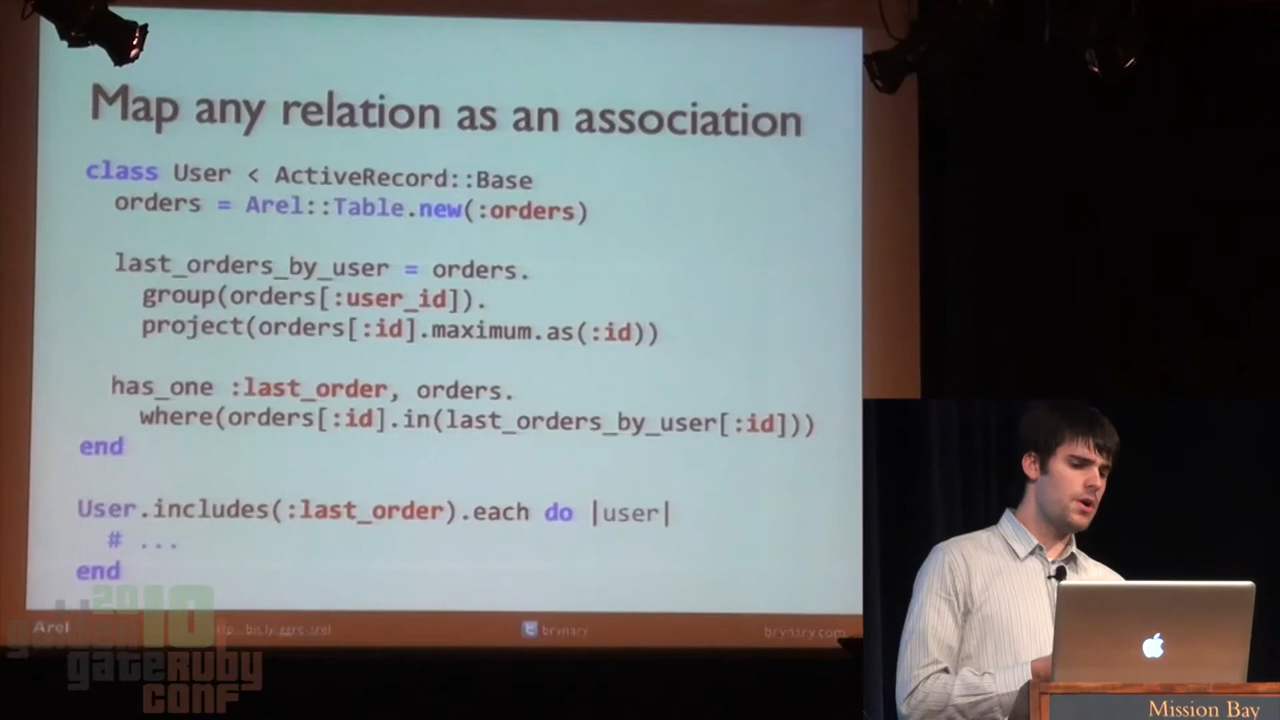 Map any relation as an association
class User < ActiveRecord::Base
orders = Arel::Table.new(:orders)
last_orders_by_user = orders.
group(orders[:user_id]).
project(orders[:id].maximum.as(:id))
has_one :last_order, orders.
where(orders[:id].in(last_orders_by_user[:id]))
end
User.includes(:last_order).each do |user|
# ...
end
Arel
brynary
brynary.com
2010
golden
gateRuby
CONF
Mission Bay